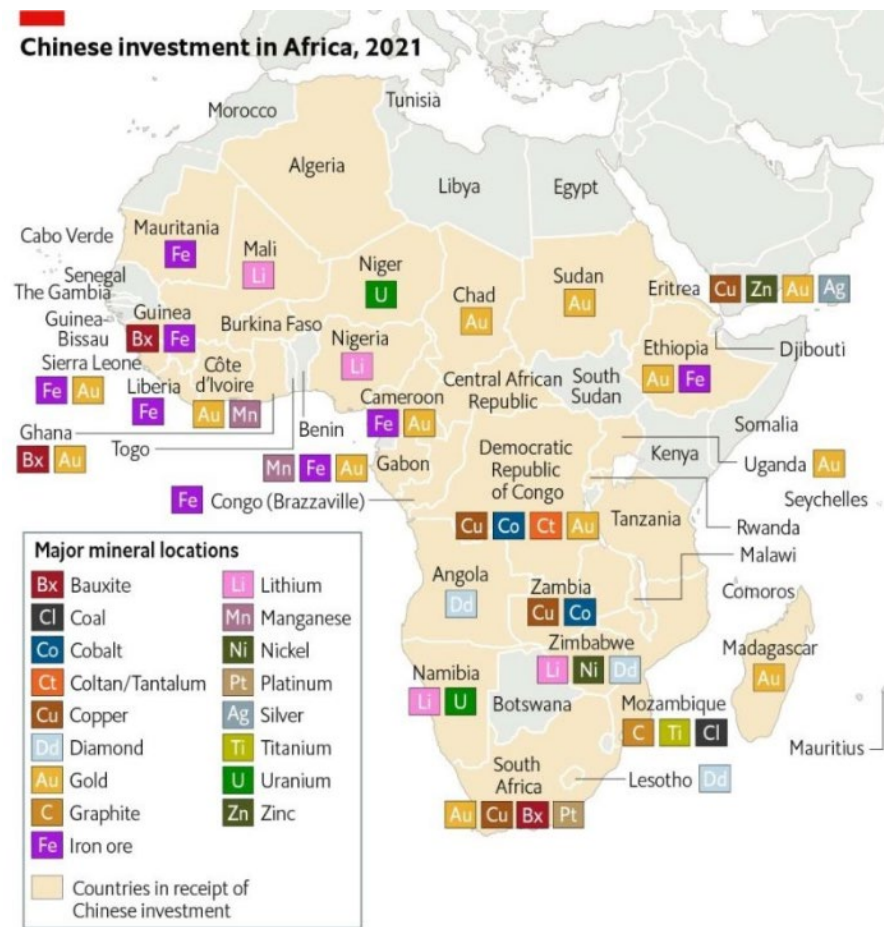 Chinese investment in Africa, 2021
Morocco
Tunisia
Algeria
Libya
Egypt
Cabo Verde
Mauritania
Fe
Mali
Li
Niger
U
Chad
Au
Sudan
Au
Eritrea Cu Zn Au Ag
Senegal
The Gambia
Guinea-
Bissau
Guinea
Bx Fe
Burkina Faso
Nigeria
Li
Ethiopia
Au Fe
Djibouti
Sierra Leone
Fe Au
Liberia
Fe
Côte
d'Ivoire
Au Mn
Cameroon
Fe Au
Central African
Republic
South
Sudan
Somalia
Ghana
Bx Au
Togo
Benin
Mn Fe Au Gabon
Fe Congo (Brazzaville)
Democratic
Republic
of Congo
Cu Co Ct Au
Kenya
Uganda Au
Seychelles
Tanzania
Rwanda
Malawi
Comoros
Angola
Dd
Zambia
Cu Co
Zimbabwe
Li Ni Dd
Madagascar
Au
Namibia
Li U
Botswana
Mozambique
C Ti Cl
Mauritius
South
Africa
Au Cu Bx Pt
Lesotho Dd
Major mineral locations
Bx Bauxite
Cl Coal
Co Cobalt
Ct Coltan/Tantalum
Cu Copper
Dd Diamond
Au Gold
C Graphite
Fe Iron ore
Li Lithium
Mn Manganese
Ni Nickel
Pt Platinum
Ag Silver
Ti Titanium
U Uranium
Zn Zinc
Countries in receipt of
Chinese investment